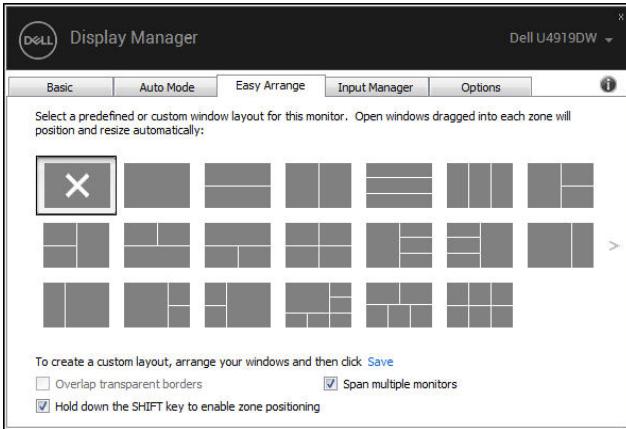 x
DELL Display Manager Dell U4919DW
Basic Auto Mode Easy Arrange Input Manager Options i
Select a predefined or custom window layout for this monitor. Open windows dragged into each zone will
position and resize automatically:
>
To create a custom layout, arrange your windows and then click Save
Overlap transparent borders Span multiple monitors
Hold down the SHIFT key to enable zone positioning